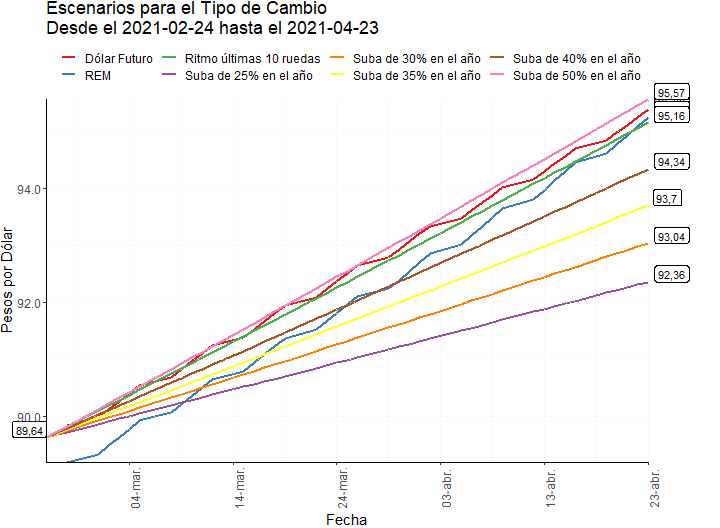 Escenarios para el Tipo de Cambio
Desde el 2021-02-24 hasta el 2021-04-23
Dólar Futuro
Ritmo últimas 10 ruedas
Suba de 30% en el año
Suba de 40% en el año
REM
Suba de 25% en el año
Suba de 35% en el año
Suba de 50% en el año
95,57
95,16
94,34
93,7
93,04
92,36
89,64
94.0
92.0
90.0
Pesos por Dólar
04-mar.
14-mar.
24-mar.
03-abr.
13-abr.
23-abr.
Fecha